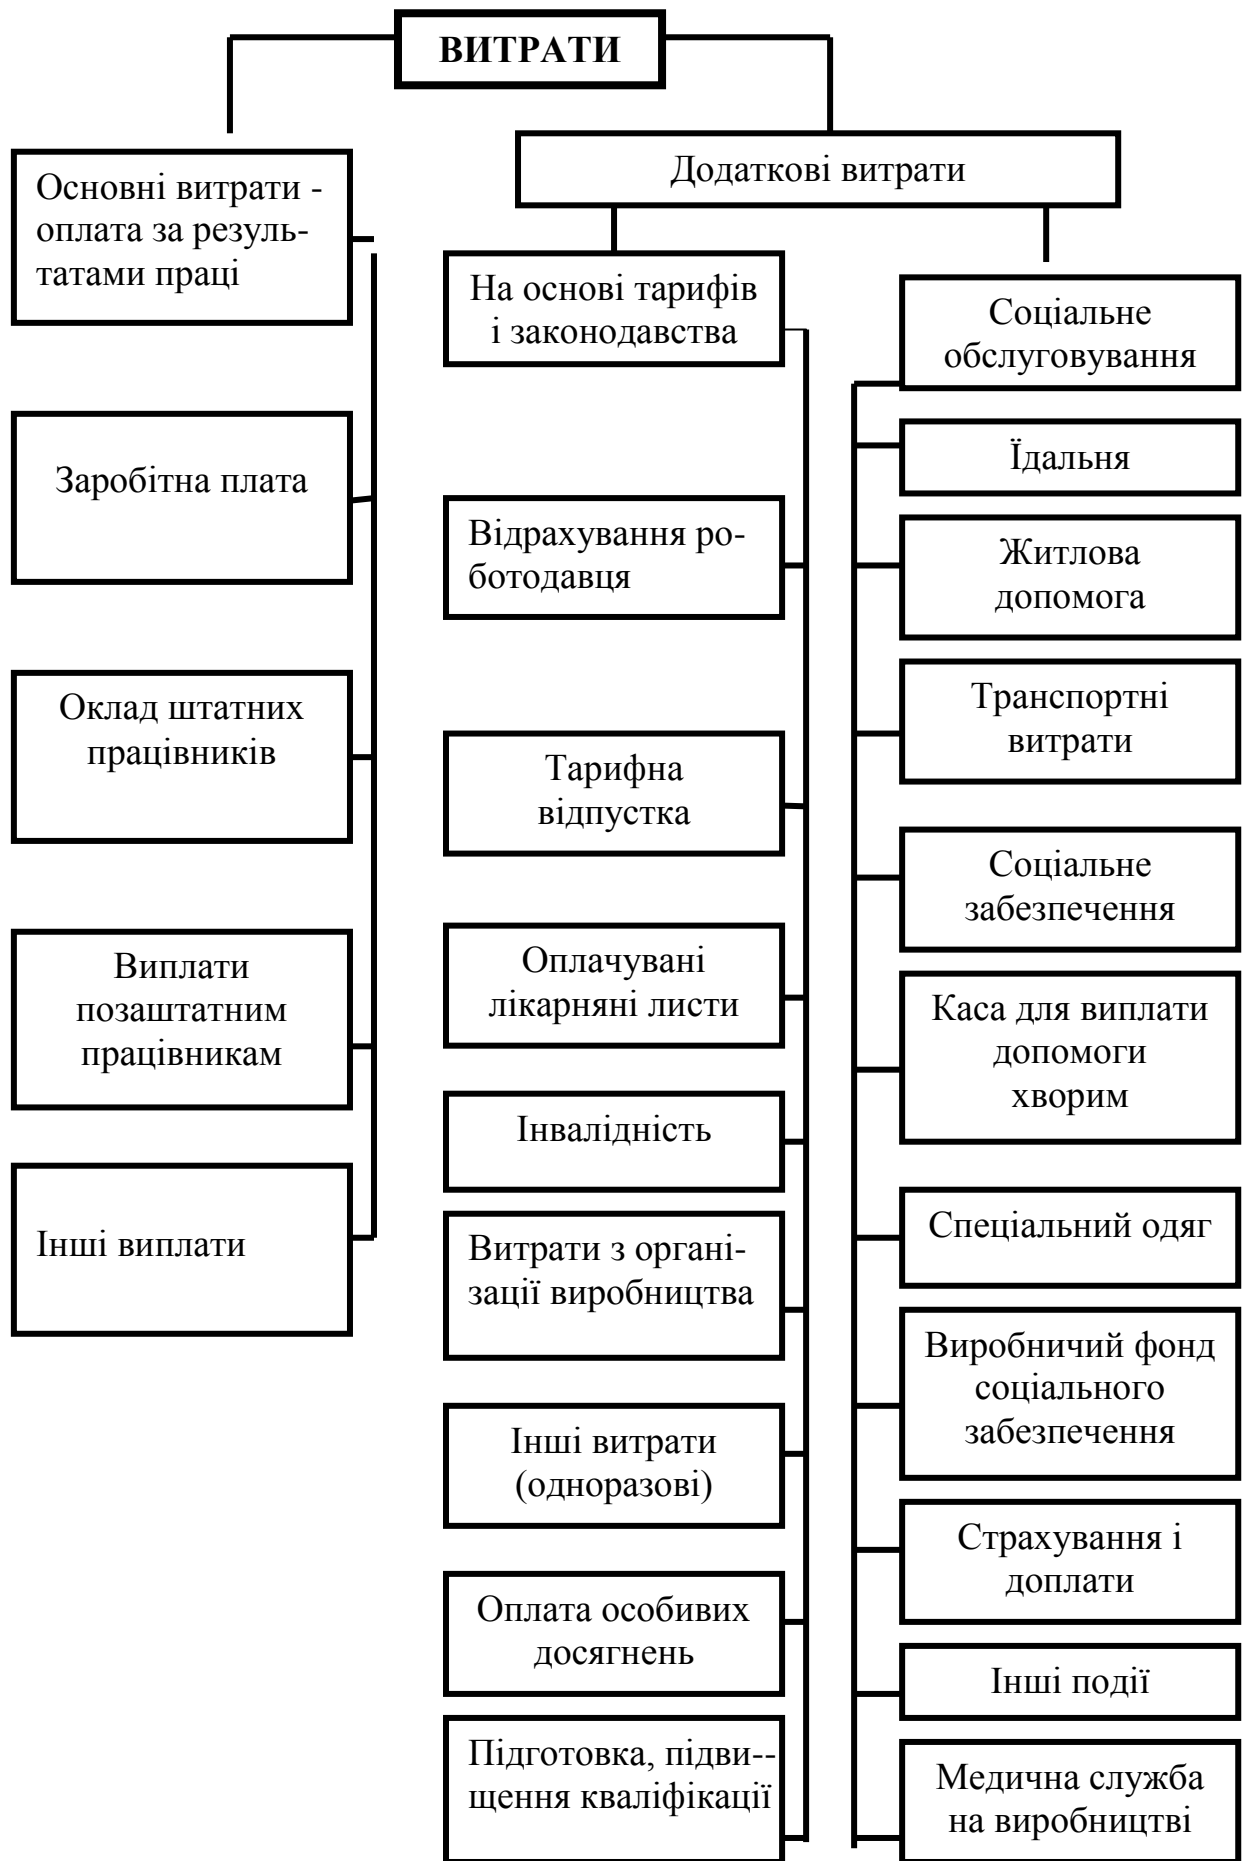 ВИТРАТИ
Основні витрати -
оплата за резуль-
татами праці
Заробітна плата
Оклад штатних
працівників
Виплати
позаштатним
працівникам
Інші виплати
Додаткові витрати
На основі тарифів
і законодавства
Відрахування ро-
ботодавця
Тарифна
відпустка
Оплачувані
лікарняні листи
Інвалідність
Витрати з органі-
зації виробництва
Інші витрати
(одноразові)
Оплата особивих
досягнень
Підготовка, підви--
щення кваліфікації
Соціальне
обслуговування
Їдальня
Житлова
допомога
Транспортні
витрати
Соціальне
забезпечення
Каса для виплати
допомоги
хворим
Спеціальний одяг
Виробничий фонд
соціального
забезпечення
Страхування і
доплати
Інші події
Медична служба
на виробництві